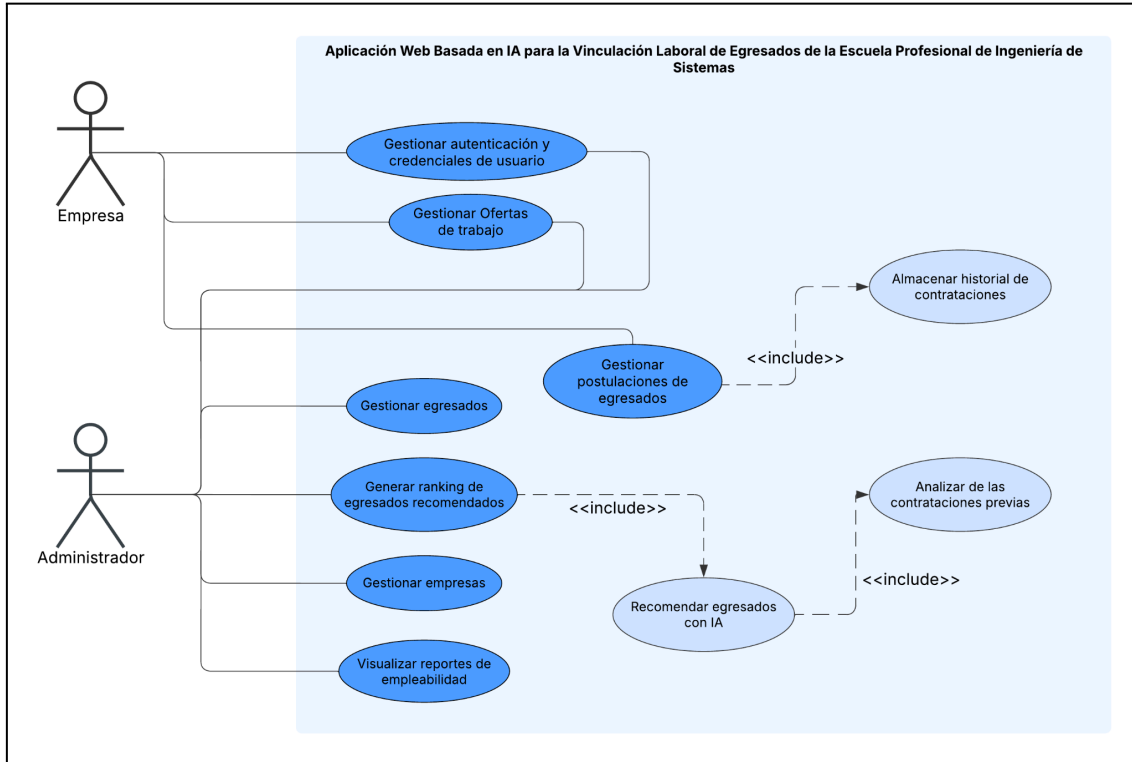 Aplicación Web Basada en IA para la Vinculación Laboral de Egresados de la Escuela Profesional de Ingeniería de
Sistemas
Gestionar autenticación y
credenciales de usuario
Empresa
Gestionar Ofertas
de trabajo
Almacenar historial de
contrataciones
<<include>>
Gestionar
postulaciones de
egresados
Gestionar egresados
Administrador
Generar ranking de
egresados recomendados
<<include>>
Analizar de las
contrataciones previas
<<include>>
Gestionar empresas
Recomendar egresados
con IA
Visualizar reportes de
empleabilidad